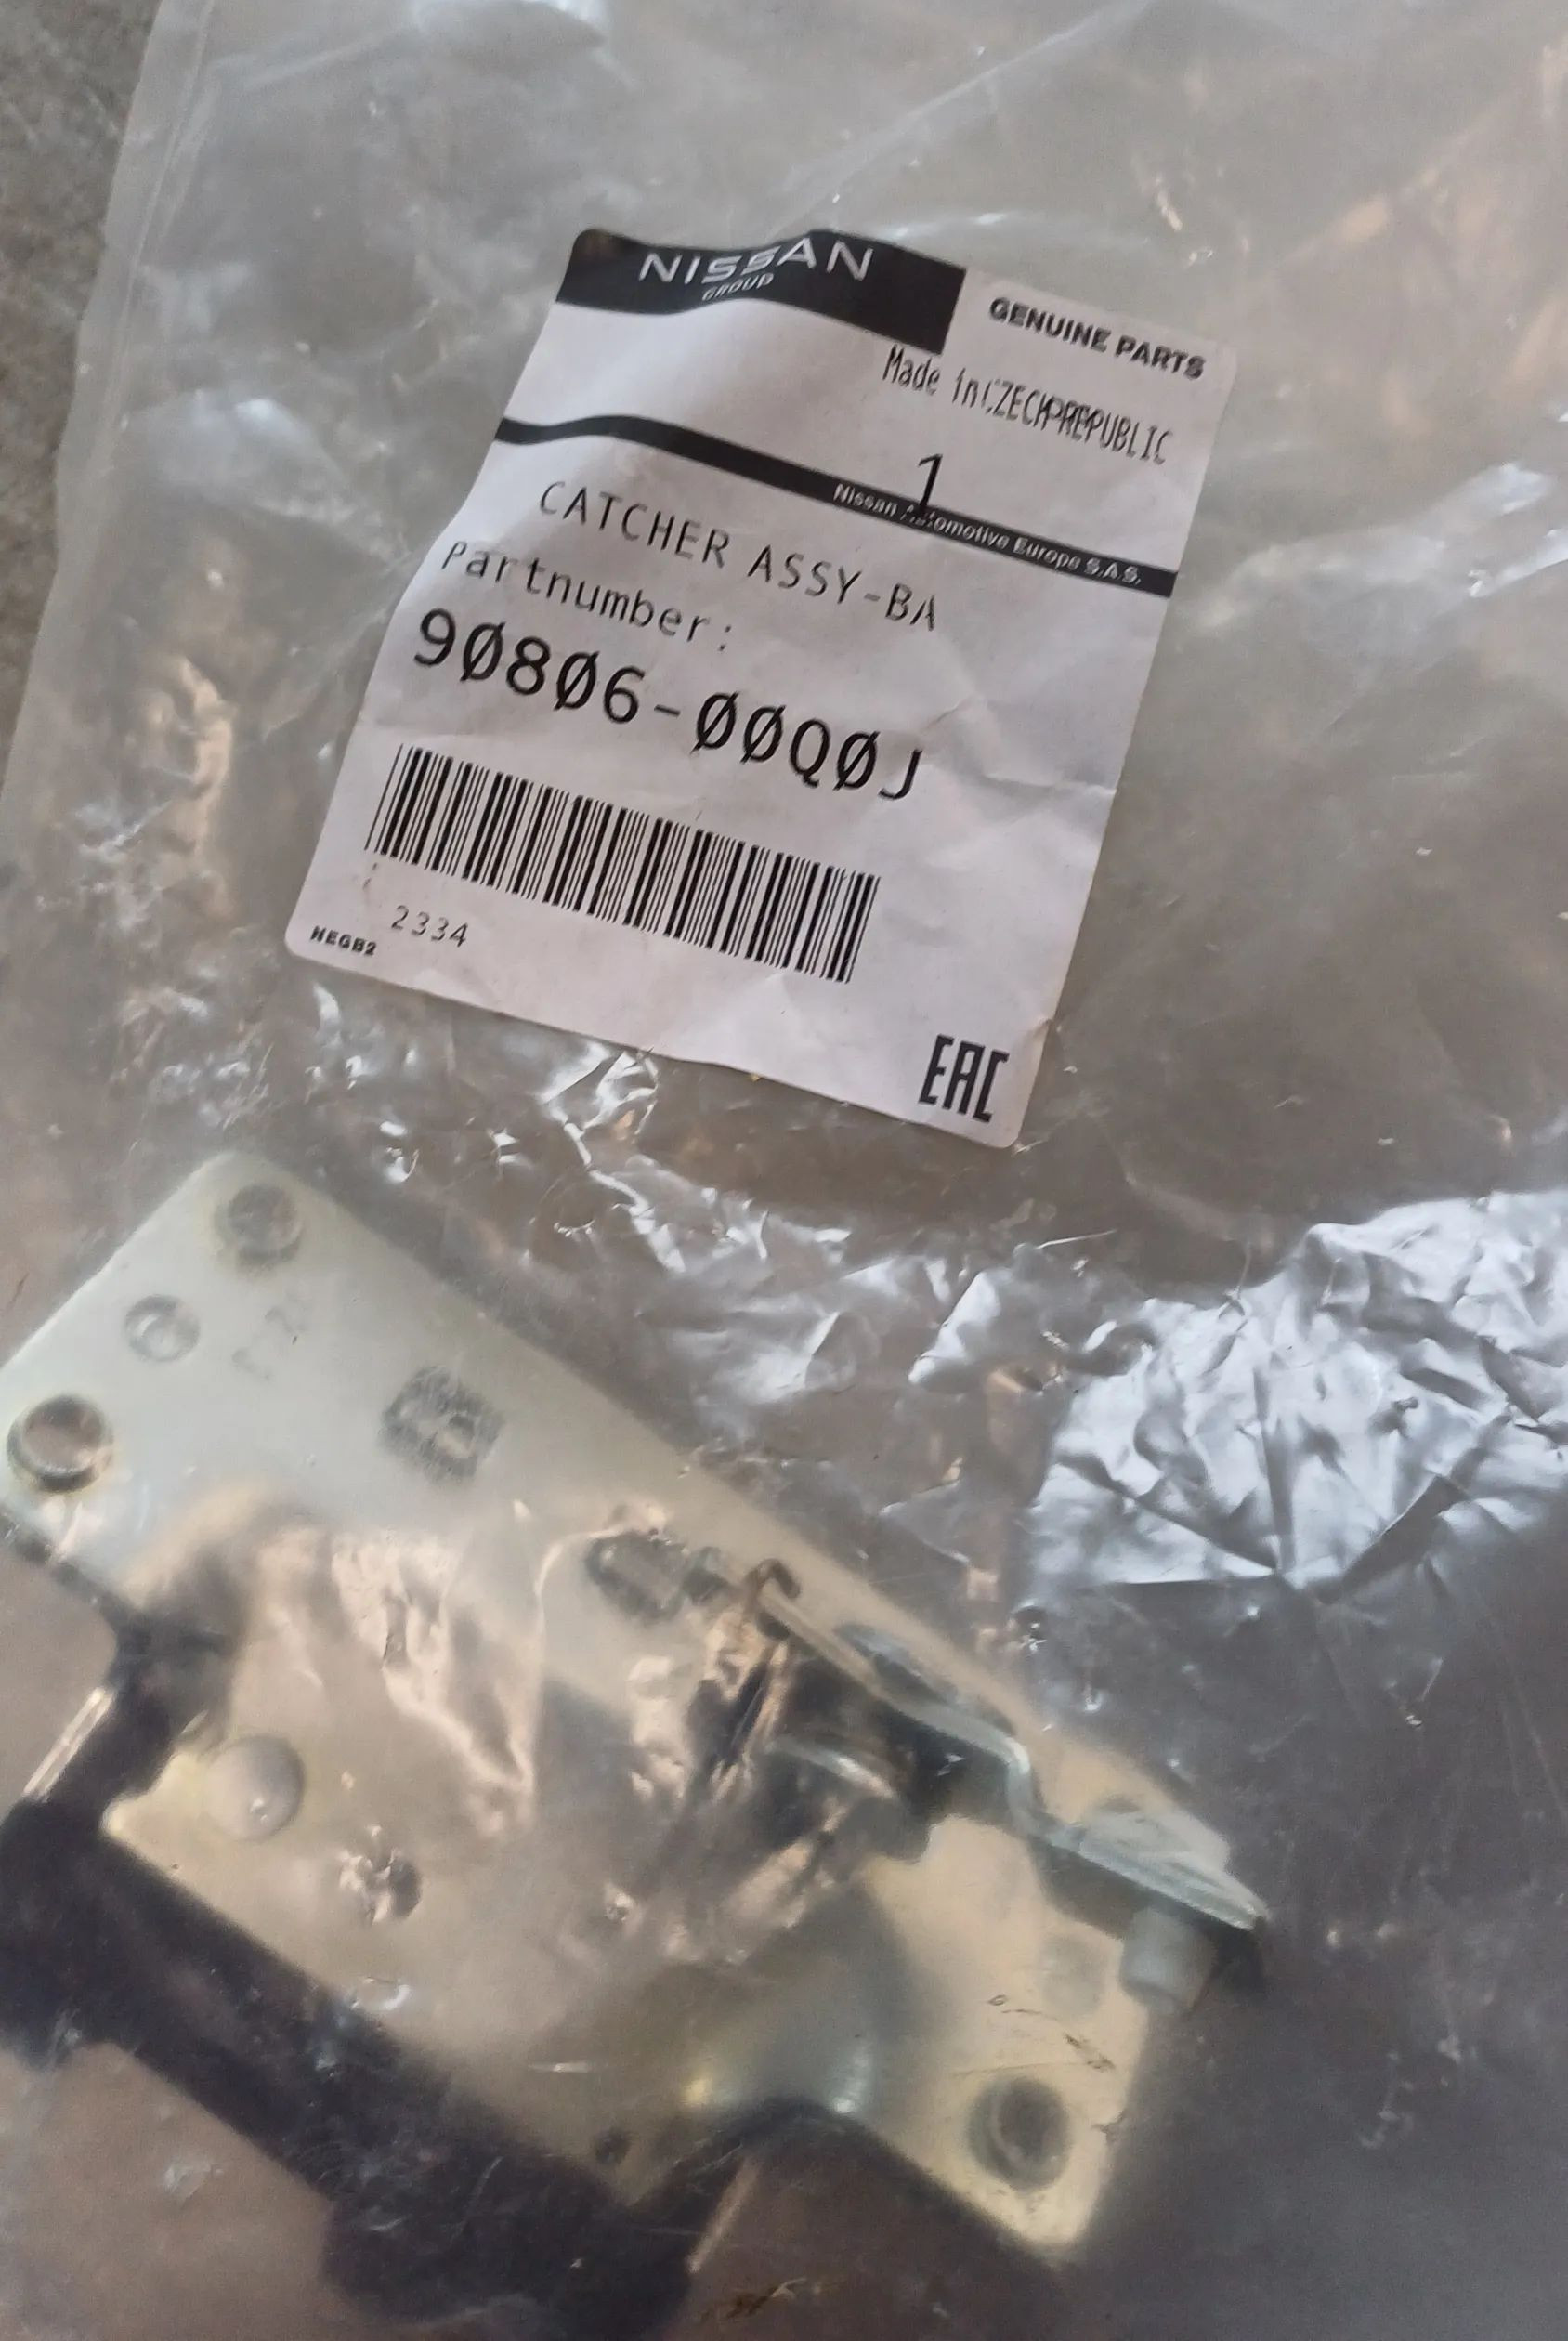 NISSAN
GROUP
GENUINE PARTS
Made in CZECH REPUBLIC
1
Nissan Automotive Europe S.A.S.
CATCHER ASSY-BA
Partnumber:
90806-00Q0J
2334
NEGB2
EAC